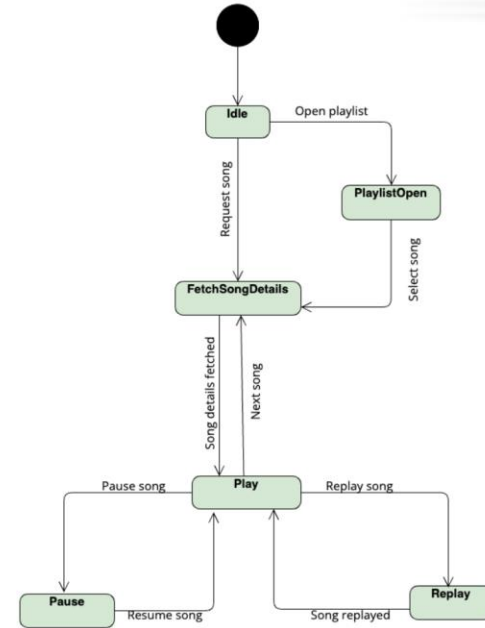 Idle
Open playlist
Request song
PlaylistOpen
Select song
FetchSongDetails
Song details fetched
Next song
Play
Pause song
Replay song
Pause
Resume song
Replay
Song replayed